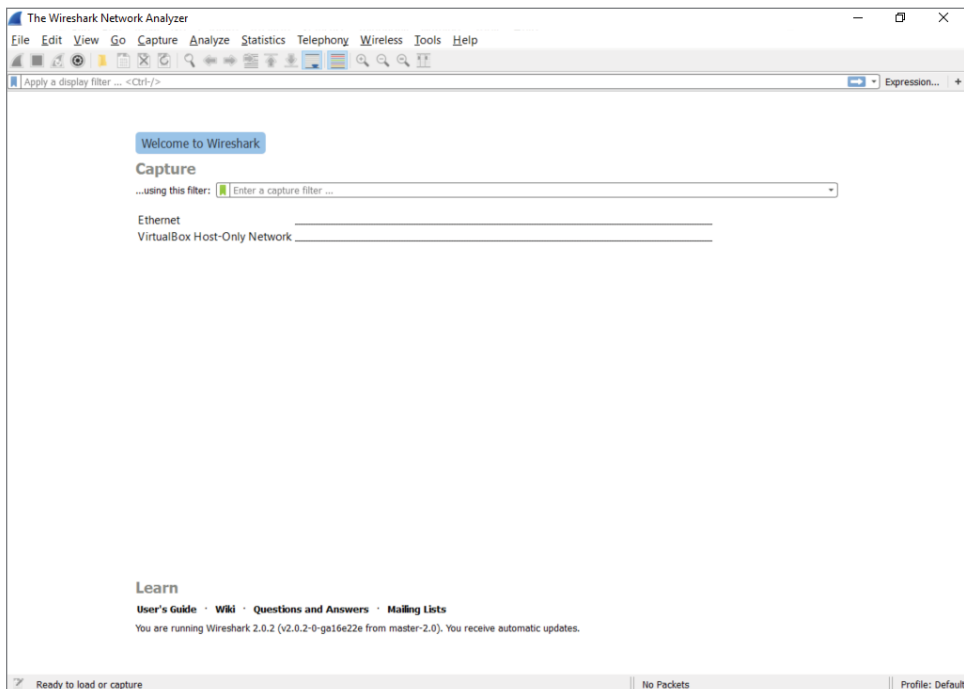 The Wireshark Network Analyzer
File Edit View Go Capture Analyze Statistics Telephony Wireless Tools Help
Apply a display filter ... <Ctrl-/> Expression... +
Welcome to Wireshark
Capture
...using this filter: Enter a capture filter ...
Ethernet
VirtualBox Host-Only Network
Learn
User's Guide · Wiki · Questions and Answers · Mailing Lists
You are running Wireshark 2.0.2 (v2.0.2-0-ga16e22e from master-2.0). You receive automatic updates.
Ready to load or capture No Packets Profile: Default